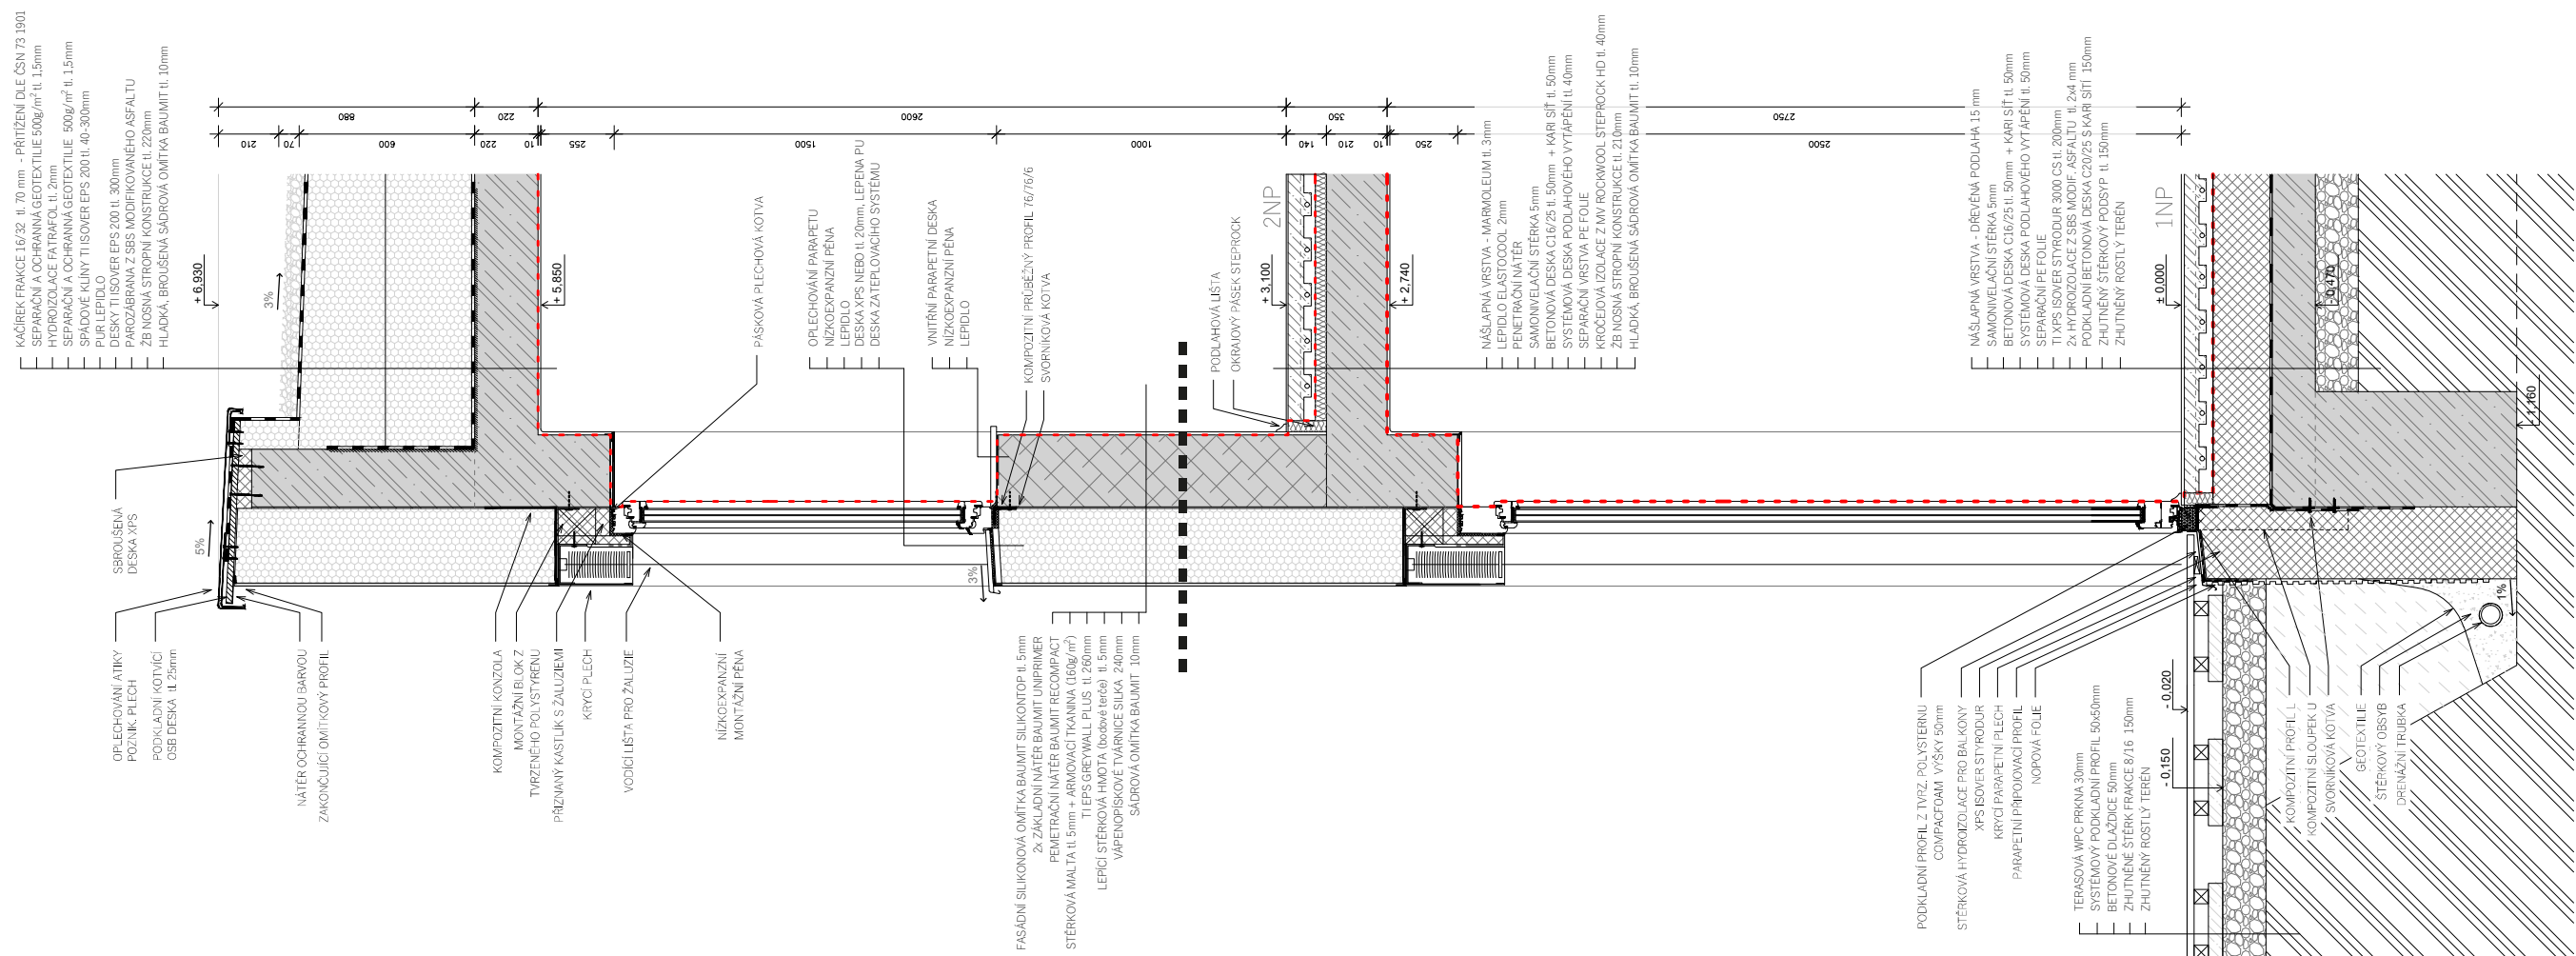 KAČÍREK FRAKCE 16/32 tl. 70 mm - PŘITÍŽENÍ DLE ČSN 73 1901
SEPARAČNÍ A OCHRANNÁ GEOTEXTILIE 500g/m² tl. 1,5mm
HYDROIZOLACE FATRAFOL tl. 2mm
SEPARAČNÍ A OCHRANNÁ GEOTEXTILIE 500g/m² tl. 1,5mm
SPÁDOVÉ KLÍNY TI ISOVER EPS 200 tl. 40-300mm
PUR LEPIDLO
DESKY TI ISOVER EPS 200 tl. 300mm
PAROZÁBRANA Z SBS MODIFIKOVANÉHO ASFALTU
ŽB NOSNÁ STROPNÍ KONSTRUKCE tl. 220mm
HLADKÁ, BROUŠENÁ SÁDROVÁ OMÍTKA BAUMIT tl. 10mm
880
220
2600
350
2750
210
70
600
220
10
255
1500
1000
140
210
10
250
2500
+ 6,930
3%
+ 5,850
PÁSKOVÁ PLECHOVÁ KOTVA
OPLECHOVÁNÍ PARAPETU
NÍZKOEXPANZNÍ PĚNA
LEPIDLO
DESKA XPS NEBO tl. 20mm, LEPENA PU
DESKA ZATEPLOVACÍHO SYSTÉMU
VNITŘNÍ PARAPETNÍ DESKA
NÍZKOEXPANZNÍ PĚNA
LEPIDLO
KOMPOZITNÍ PRŮBĚŽNÝ PROFIL 76/76/6
SVORNÍKOVÁ KOTVA
PODLAHOVÁ LIŠTA
OKRAJOVÝ PÁSEK STEPROCK
2NP
+ 3,100
+ 2,740
NÁŠLAPNÁ VRSTVA - MARMOLEUM tl. 3mm
LEPIDLO ELASTOCOOL 2mm
PENETRAČNÍ NÁTĚR
SAMONIVELAČNÍ STĚRKA 5mm
BETONOVÁ DESKA C16/25 tl. 50mm + KARI SÍŤ tl. 50mm
SYSTÉMOVÁ DESKA PODLAHOVÉHO VYTÁPĚNÍ tl. 40mm
SEPARAČNÍ VRSTVA PE FOLIE
KROČEJOVÁ IZOLACE Z MV ROCKWOOL STEPROCK HD tl. 40mm
ŽB NOSNÁ STROPNÍ KONSTRUKCE tl. 210mm
HLADKÁ, BROUŠENÁ SÁDROVÁ OMÍTKA BAUMIT tl. 10mm
NÁŠLAPNÁ VRSTVA - DŘEVĚNÁ PODLAHA 15 mm
SAMONIVELAČNÍ STĚRKA 5mm
BETONOVÁ DESKA C16/25 tl. 50mm + KARI SÍŤ tl. 50mm
SYSTÉMOVÁ DESKA PODLAHOVÉHO VYTÁPĚNÍ tl. 50mm
SEPARAČNÍ PE FOLIE
TI XPS ISOVER STYRODUR 3000 CS tl. 200mm
2x HYDROIZOLACE Z SBS MODIF. ASFALTU tl. 2x4 mm
PODKLADNÍ BETONOVÁ DESKA C20/25 S KARI SÍTÍ 150mm
ZHUTNĚNÝ ŠTĚRKOVÝ PODSYP tl. 150mm
ZHUTNĚNÝ ROSTLÝ TERÉN
1NP
± 0,000
- 0,470
- 1,160
SBROUŠENÁ
DESKA XPS
5%
3%
1%
OPLECHOVÁNÍ ATIKY
POZNIK. PLECH
PODKLADNÍ KOTVÍCÍ
OSB DESKA tl. 25mm
NÁTĚR OCHRANNOU BARVOU
ZAKONČUJÍCÍ OMÍTKOVÝ PROFIL
KOMPOZITNÍ KONZOLA
MONTÁŽNÍ BLOK Z
TVRZENÉHO POLYSTYRENU
PŘIZNANÝ KASTLÍK S ŽALUZIEMI
KRYCÍ PLECH
VODÍCÍ LIŠTA PRO ŽALUZIE
NÍZKOEXPANZNÍ
MONTÁŽNÍ PĚNA
FASÁDNÍ SILIKONOVÁ OMÍTKA BAUMIT SILIKONTOP tl. 5mm
2x ZÁKLADNÍ NÁTĚR BAUMIT UNIPRIMER
PEMETRAČNÍ NÁTĚR BAUMIT RECOMPACT
STĚRKOVÁ MALTA tl. 5mm + ARMOVACÍ TKANINA (160g/m²)
TI EPS GREYWALL PLUS tl. 260mm
LEPÍCÍ STĚRKOVÁ HMOTA (bodové terče) tl. 5mm
VÁPENOPÍSKOVÉ TVÁRNICE SILKA 240mm
SÁDROVÁ OMÍTKA BAUMIT 10mm
PODKLADNÍ PROFIL Z TVRZ. POLYSTERNU
COMPACFOAM VÝŠKY 50mm
STĚRKOVÁ HYDROIZOLACE PRO BALKONY
XPS ISOVER STYRODUR
KRYCÍ PARAPETNÍ PLECH
PARAPETNÍ PŘIPOJOVACÍ PROFIL
NOPOVÁ FOLIE
TERASOVÁ WPC PRKNA 30mm
SYSTÉMOVÝ PODKLADNÍ PROFIL 50x50mm
BETONOVÉ DLAŽDICE 50mm
ZHUTNĚNÉ ŠTĚRK FRAKCE 8/16 150mm
ZHUTNĚNÝ ROSTLÝ TERÉN
- 0,020
- 0,150
KOMPOZITNÍ PROFIL L
KOMPOZITNÍ SLOUPEK U
SVORNÍKOVÁ KOTVA
GEOTEXTILIE
ŠTĚRKOVÝ OBSYB
DRENÁŽNÍ TRUBKA